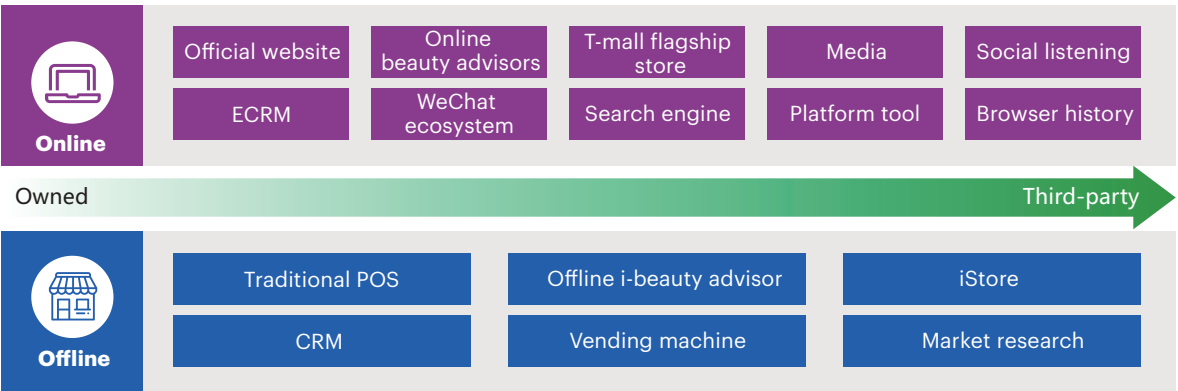 Official website
Online
beauty advisors
T-mall flagship
store
Media
Social listening
ECRM
WeChat
ecosystem
Search engine
Platform tool
Browser history
Online
Owned
Third-party
Traditional POS
Offline i-beauty advisor
iStore
CRM
Vending machine
Market research
Offline